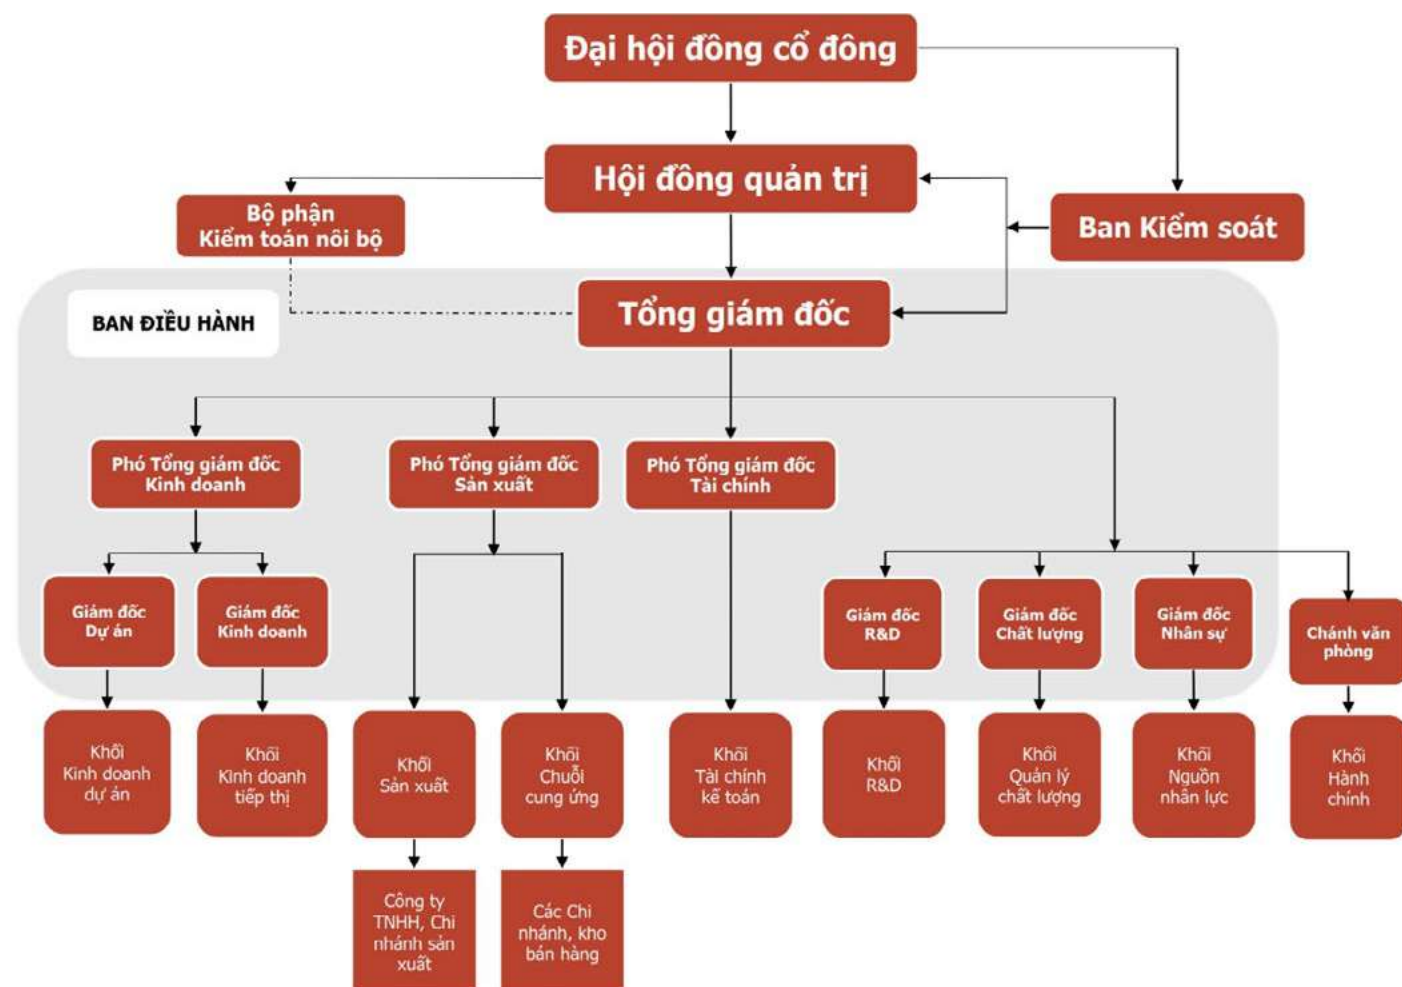 Đại hội đồng cổ đông
Hội đồng quản trị
Bộ phận
Kiểm toán nôi bộ
Ban Kiểm soát
BAN ĐIỀU HÀNH
Tổng giám đốc
Phó Tổng giám đốc
Kinh doanh
Phó Tổng giám đốc
Sản xuất
Phó Tổng giám đốc
Tài chính
Giám đốc
Dự án
Giám đốc
Kinh doanh
Giám đốc
R&D
Giám đốc
Chất lượng
Giám đốc
Nhân sự
Chánh văn
phòng
Khối
Kinh doanh
dự án
Khối
Kinh doanh
tiếp thị
Khối
Sản xuất
Khối
Chuỗi
cung ứng
Khối
Tài chính
kế toán
Khối
R&D
Khối
Quản lý
chất lượng
Khối
Nguồn
nhân lực
Khối
Hành
chính
Công ty
TNHH, Chi
nhánh sản
xuất
Các Chi
nhánh, kho
bán hàng